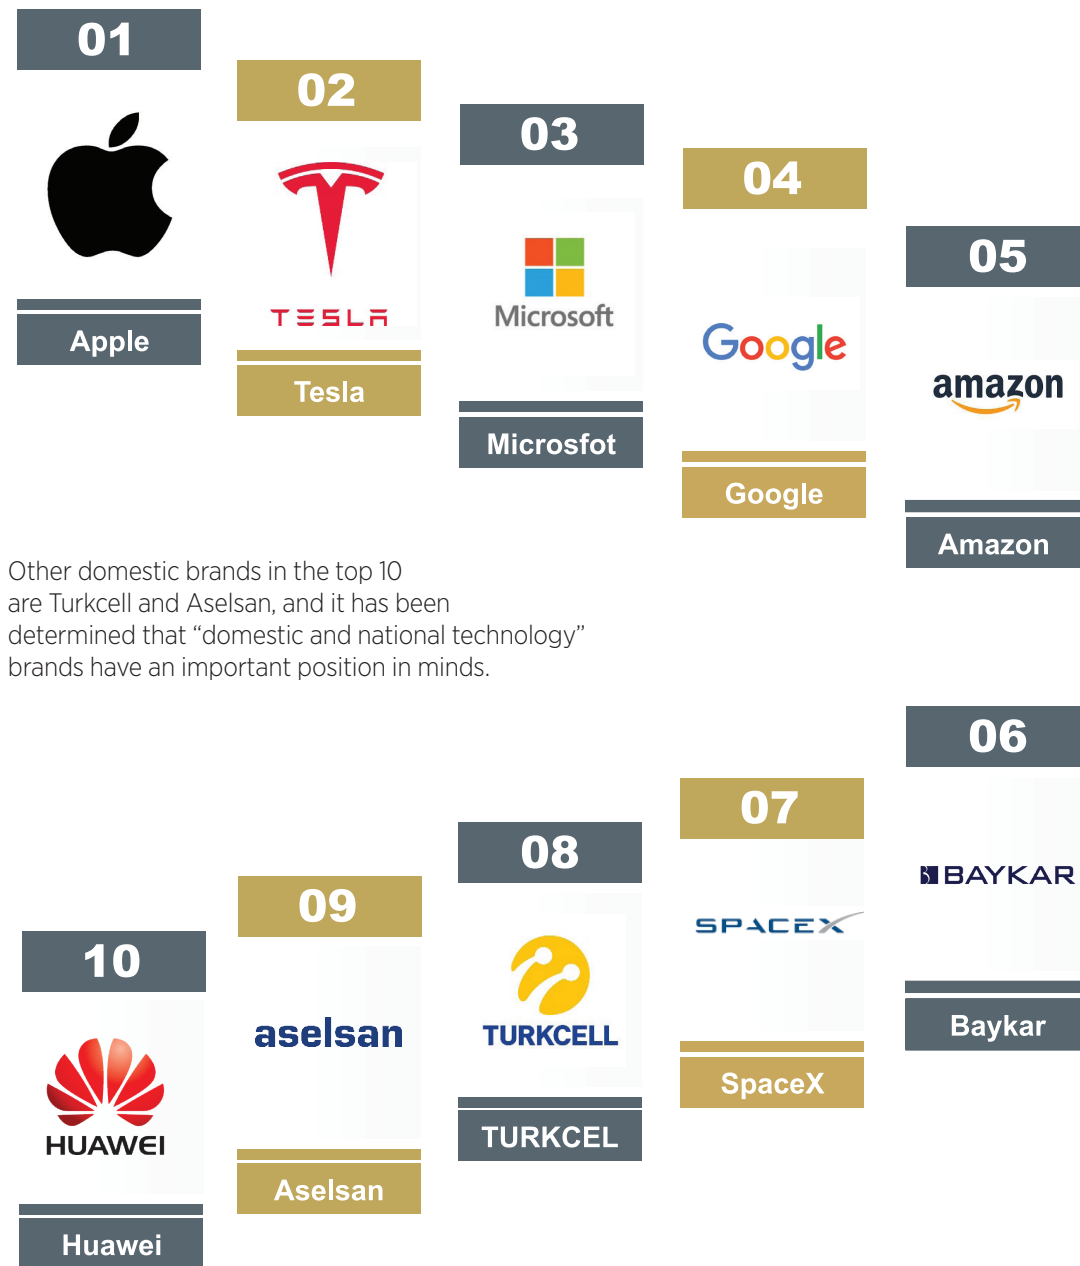 01
Apple
02
TESLA
Tesla
03
Microsoft
Microsfot
04
Google
Google
05
amazon
Amazon
Other domestic brands in the top 10
are Turkcell and Aselsan, and it has been
determined that “domestic and national technology”
brands have an important position in minds.
06
BAYKAR
Baykar
07
SPACEX
SpaceX
08
TURKCELL
TURKCEL
09
aselsan
Aselsan
10
HUAWEI
Huawei